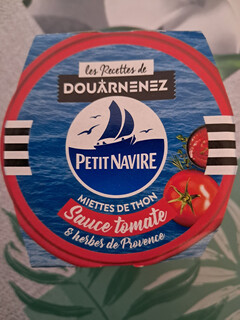 les Recettes de
DOUARNENEZ
PETIT NAVIRE
MIETTES DE THON
Sauce tomate
& herbes de Provence